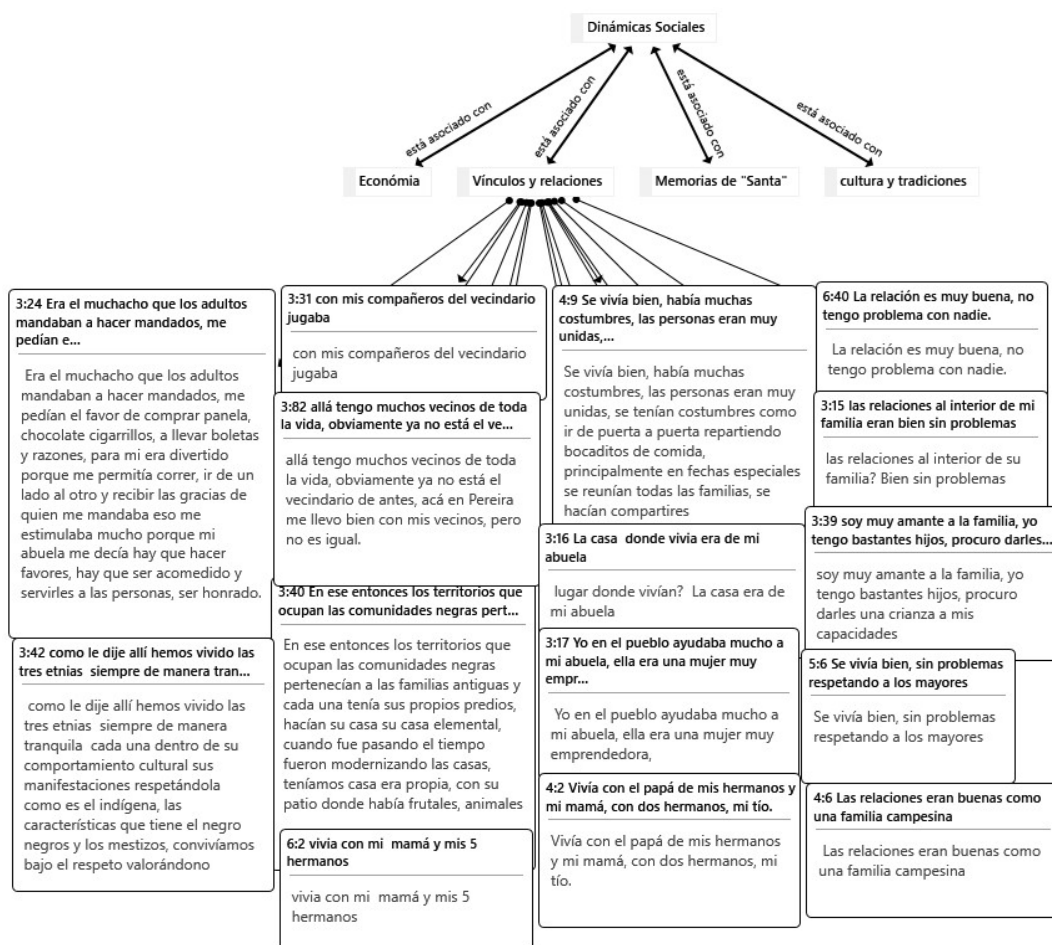 Dinámicas Sociales
está asociado con
está asociado con
está asociado con
está asociado con
Económia
Vínculos y relaciones
Memorias de "Santa"
cultura y tradiciones
3:24 Era el muchacho que los adultos
mandaban a hacer mandados, me
pedían e...
Era el muchacho que los adultos
mandaban a hacer mandados, me
pedían el favor de comprar panela,
chocolate cigarrillos, a llevar boletas
y razones, para mi era divertido
porque me permitía correr, ir de un
lado al otro y recibir las gracias de
quien me mandaba eso me
estimulaba mucho porque mi
abuela me decía hay que hacer
favores, hay que ser acomedido y
servirles a las personas, ser honrado.
3:42 como le dije allí hemos vivido las
tres etnias siempre de manera tran...
como le dije allí hemos vivido las
tres etnias siempre de manera
tranquila cada una dentro de su
comportamiento cultural sus
manifestaciones respetándola
como es el indígena, las
características que tiene el negro
negros y los mestizos, convivíamos
bajo el respeto valorándono
3:31 con mis compañeros del vecindario
jugaba
con mis compañeros del vecindario
jugaba
3:82 allá tengo muchos vecinos de toda
la vida, obviamente ya no está el ve...
allá tengo muchos vecinos de toda
la vida, obviamente ya no está el
vecindario de antes, acá en Pereira
me llevo bien con mis vecinos, pero
no es igual.
3:40 En ese entonces los territorios que
ocupan las comunidades negras pert...
En ese entonces los territorios que
ocupan las comunidades negras
pertenecían a las familias antiguas y
cada una tenía sus propios predios,
hacían su casa su casa elemental,
cuando fue pasando el tiempo
fueron modernizando las casas,
teníamos casa era propia, con su
patio donde había frutales, animales
6:2 vivia con mi mamá y mis 5
hermanos
vivia con mi mamá y mis 5
hermanos
4:9 Se vivía bien, había muchas
costumbres, las personas eran muy
unidas,...
Se vivía bien, había muchas
costumbres, las personas eran muy
unidas, se tenían costumbres como
ir de puerta a puerta repartiendo
bocaditos de comida,
principalmente en fechas especiales
se reunían todas las familias, se
hacían compartires
3:16 La casa donde vivia era de mi
abuela
lugar donde vivían? La casa era de
mi abuela
3:17 Yo en el pueblo ayudaba mucho a
mi abuela, ella era una mujer muy
empr...
Yo en el pueblo ayudaba mucho a
mi abuela, ella era una mujer muy
emprendedora,
4:2 Vivía con el papá de mis hermanos y
mi mamá, con dos hermanos, mi tío.
Vivía con el papá de mis hermanos
y mi mamá, con dos hermanos, mi
tío.
6:40 La relación es muy buena, no
tengo problema con nadie.
La relación es muy buena, no
tengo problema con nadie.
3:15 las relaciones al interior de mi
familia eran bien sin problemas
las relaciones al interior de su
familia? Bien sin problemas
3:39 soy muy amante a la familia, yo
tengo bastantes hijos, procuro darles...
soy muy amante a la familia, yo
tengo bastantes hijos, procuro
darles una crianza a mis
capacidades
5:6 Se vivía bien, sin problemas
respetando a los mayores
Se vivía bien, sin problemas
respetando a los mayores
4:6 Las relaciones eran buenas como
una familia campesina
Las relaciones eran buenas como
una familia campesina